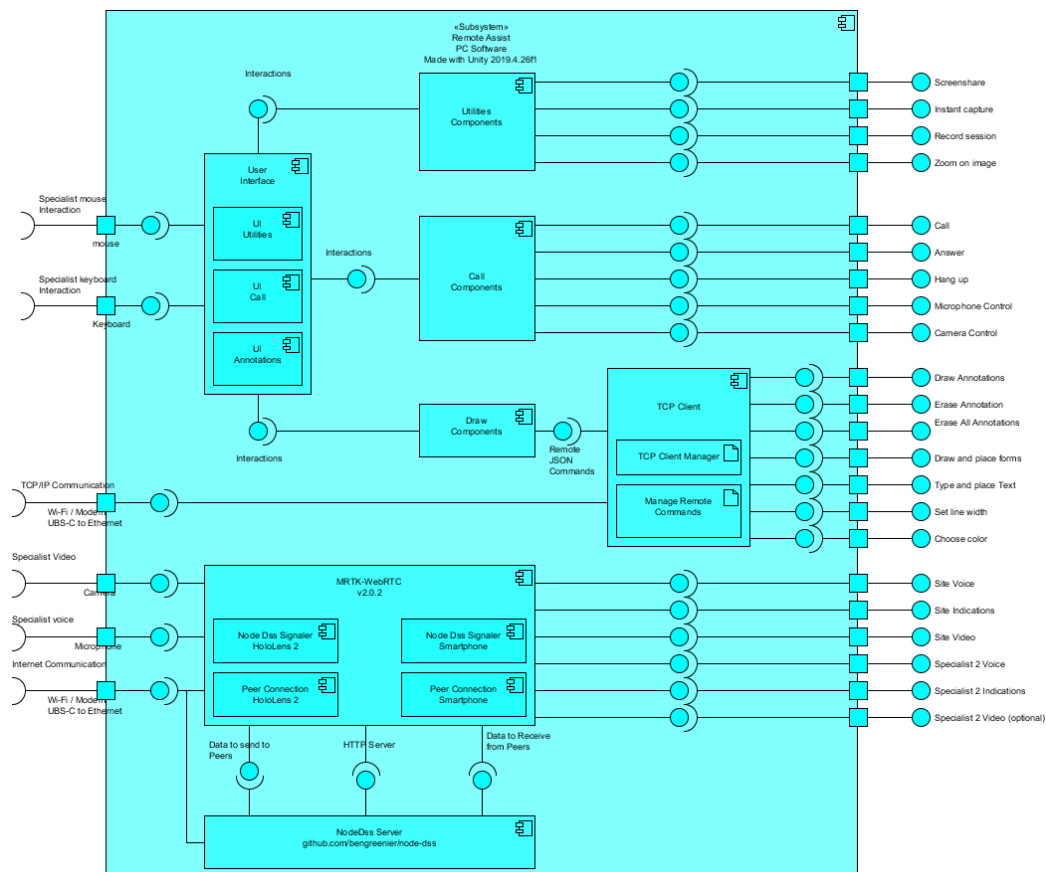 «Subsystem»
Remote Assist
PC Software
Made with Unity 2019.4.26f1
Interactions
Utilities
Components
Screenshare
Instant capture
Record session
Zoom on image
User
Interface
UI
Utilities
UI
Call
UI
Annotations
Specialist mouse
Interaction
mouse
Specialist keyboard
Interaction
Keyboard
Interactions
Call
Components
Call
Answer
Hang up
Microphone Control
Camera Control
Interactions
Draw
Components
Remote
JSON
Commands
TCP Client
TCP Client Manager
Manage Remote
Commands
Draw Annotations
Erase Annotation
Erase All Annotations
Draw and place forms
Type and place Text
Set line width
Choose color
TCP/IP Communication
Wi-Fi / Modem
UBS-C to Ethernet
Specialist Video
Camera
Specialist voice
Microphone
Internet Communication
Wi-Fi / Modem
UBS-C to Ethernet
MRTK-WebRTC
v2.0.2
Node Dss Signaler
HoloLens 2
Node Dss Signaler
Smartphone
Peer Connection
HoloLens 2
Peer Connection
Smartphone
Site Voice
Site Indications
Site Video
Specialist 2 Voice
Specialist 2 Indications
Specialist 2 Video (optional)
Data to send to
Peers
HTTP Server
Data to Receive
from Peers
NodeDss Server
github.com/bengreenier/node-dss